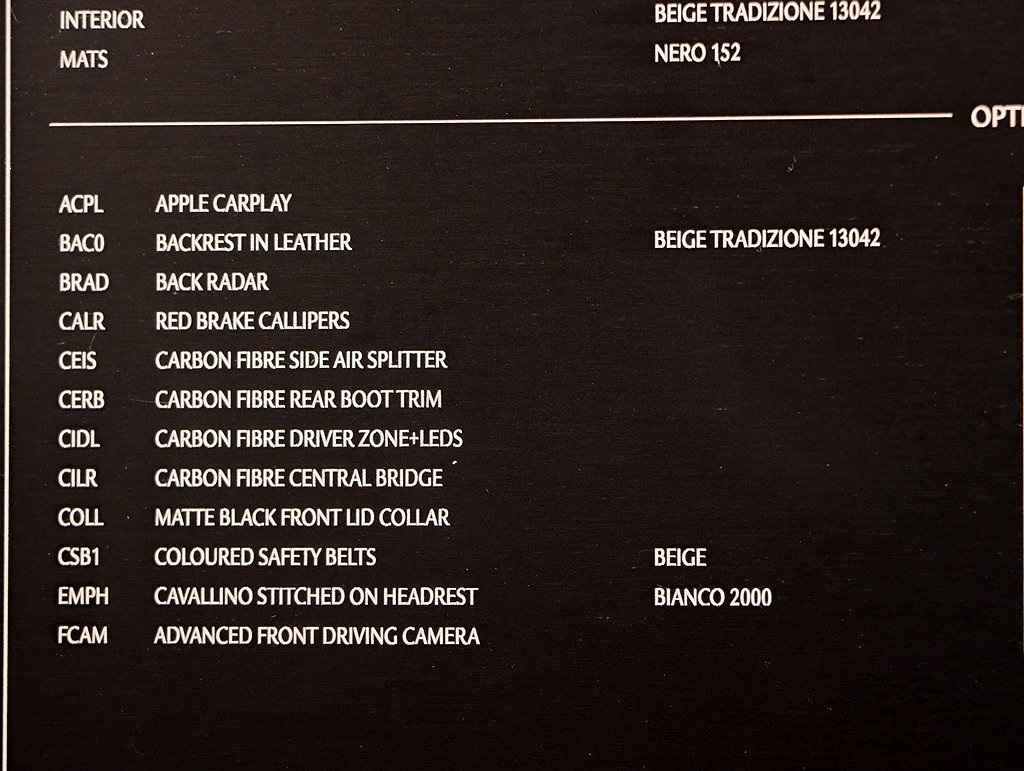 INTERIOR BEIGE TRADIZIONE 13042
MATS NERO 152
OPTI
ACPL APPLE CARPLAY
BAC0 BACKREST IN LEATHER BEIGE TRADIZIONE 13042
BRAD BACK RADAR
CALR RED BRAKE CALLIPERS
CEIS CARBON FIBRE SIDE AIR SPLITTER
CERB CARBON FIBRE REAR BOOT TRIM
CIDL CARBON FIBRE DRIVER ZONE+LEDS
CILR CARBON FIBRE CENTRAL BRIDGE
COLL MATTE BLACK FRONT LID COLLAR
CSB1 COLOURED SAFETY BELTS BEIGE
EMPH CAVALLINO STITCHED ON HEADREST BIANCO 2000
FCAM ADVANCED FRONT DRIVING CAMERA